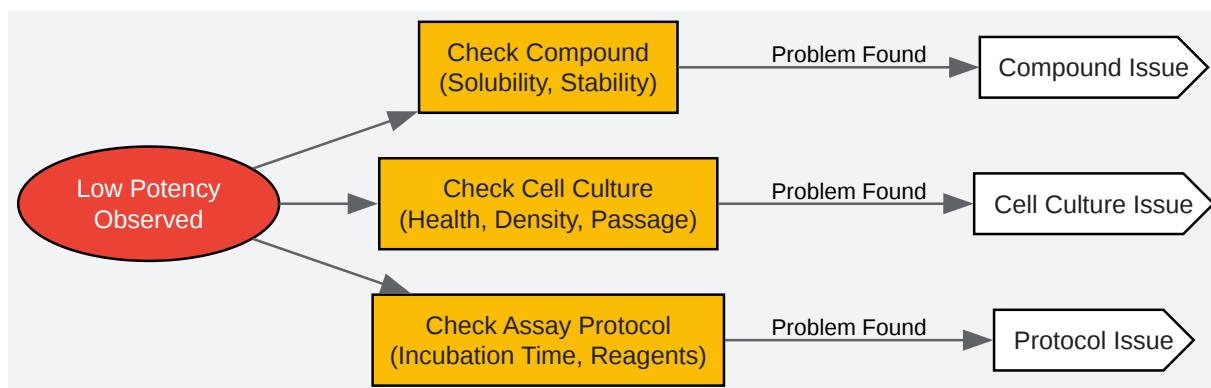 Check Compound
(Solubility, Stability)
Problem Found
Compound Issue
Low Potency
Observed
Check Cell Culture
(Health, Density, Passage)
Problem Found
Cell Culture Issue
Check Assay Protocol
(Incubation Time, Reagents)
Problem Found
Protocol Issue